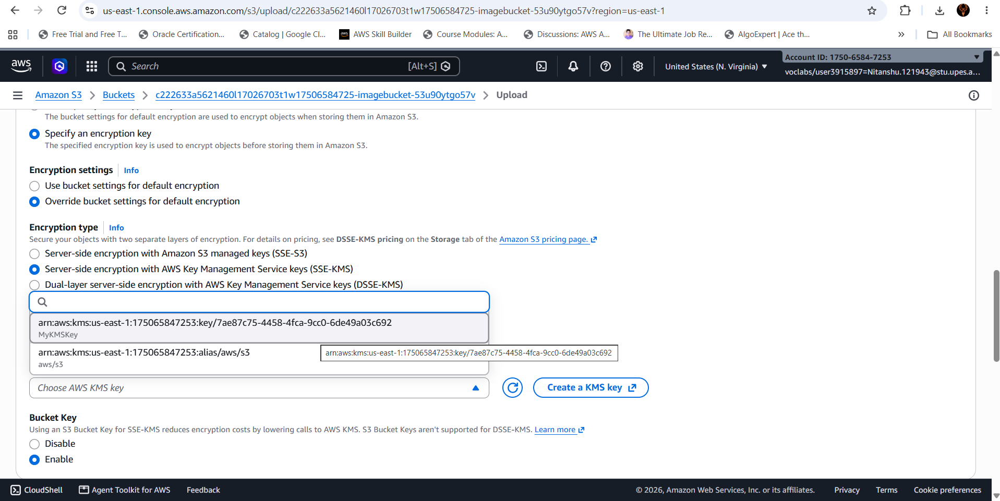 us-east-1.console.aws.amazon.com/s3/upload/c222633a5621460l17026703t1w17506584725-imagebucket-53u90ytgo57v?region=us-east-1
Free Trial and Free T...
Oracle Certification...
Catalog | Google Cl...
aws
AWS Skill Builder
Course Modules: A...
Discussions: AWS A...
The Ultimate Job Re...
AlgoExpert | Ace th...
»
All Bookmarks
aws
Search
[Alt+S]
United States (N. Virginia)
Account ID: 1750-6584-7253
voclabs/user3915897=Nitanshu.121943@stu.upes.a...
Amazon S3
Buckets
c222633a5621460l17026703t1w17506584725-imagebucket-53u90ytgo57v
Upload
The bucket settings for default encryption are used to encrypt objects when storing them in Amazon S3.
Specify an encryption key
The specified encryption key is used to encrypt objects before storing them in Amazon S3.
Encryption settings
Info
Use bucket settings for default encryption
Override bucket settings for default encryption
Encryption type
Info
Secure your objects with two separate layers of encryption. For details on pricing, see DSSE-KMS pricing on the Storage tab of the Amazon S3 pricing page.
Server-side encryption with Amazon S3 managed keys (SSE-S3)
Server-side encryption with AWS Key Management Service keys (SSE-KMS)
Dual-layer server-side encryption with AWS Key Management Service keys (DSSE-KMS)
arn:aws:kms:us-east-1:175065847253:key/7ae87c75-4458-4fca-9cc0-6de49a03c692
MyKMSKey
arn:aws:kms:us-east-1:175065847253:alias/aws/s3
arn:aws:kms:us-east-1:175065847253:key/7ae87c75-4458-4fca-9cc0-6de49a03c692
aws/s3
Choose AWS KMS key
Create a KMS key
Bucket Key
Using an S3 Bucket Key for SSE-KMS reduces encryption costs by lowering calls to AWS KMS. S3 Bucket Keys aren't supported for DSSE-KMS. Learn more
Disable
Enable
CloudShell
Agent Toolkit for AWS
Feedback
© 2026, Amazon Web Services, Inc. or its affiliates.
Privacy
Terms
Cookie preferences